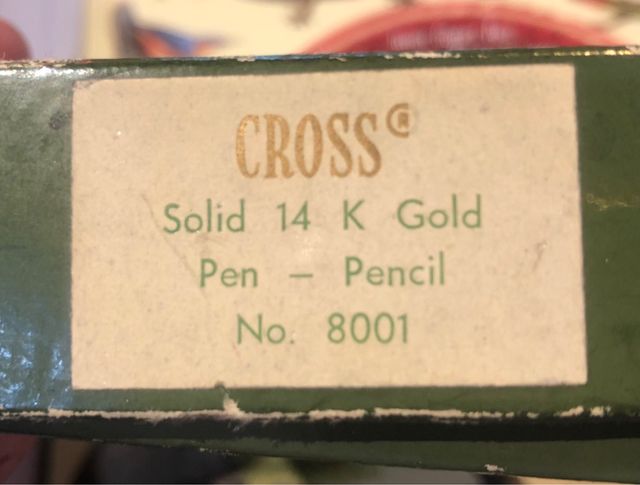 CROSS®
Solid 14 K Gold
Pen – Pencil
No. 8001